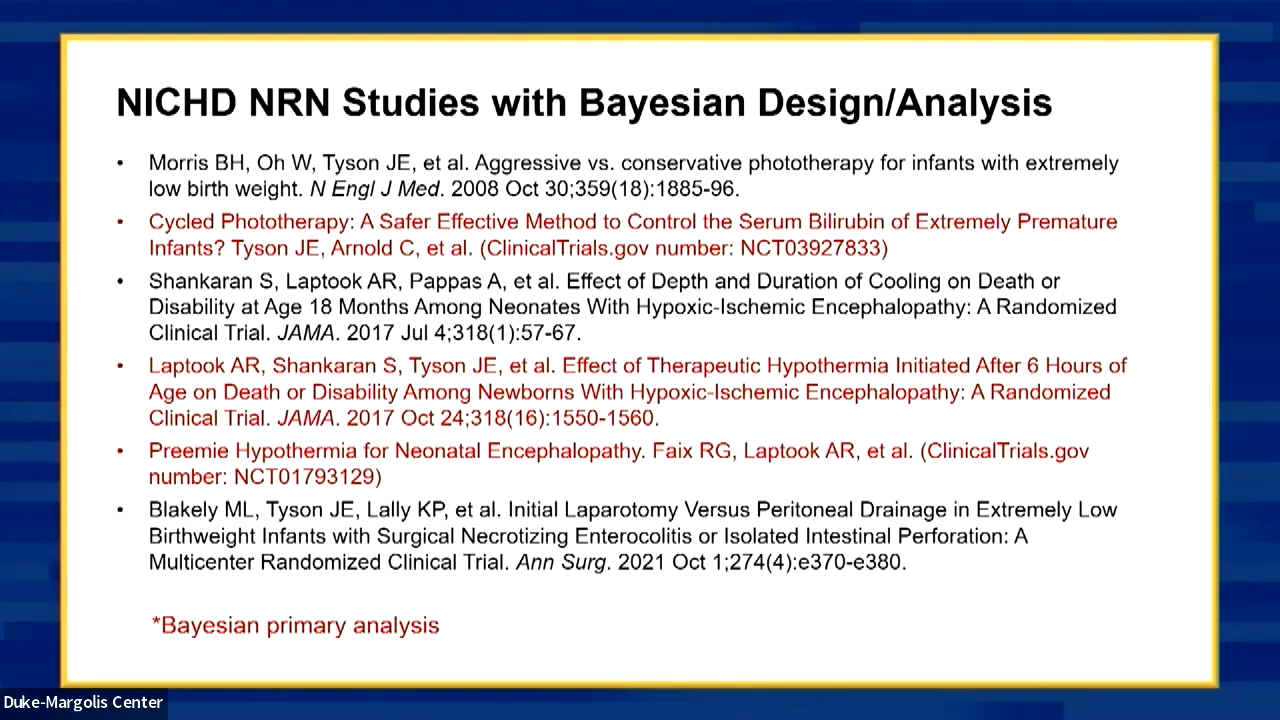 NICHD NRN Studies with Bayesian Design/Analysis
• Morris BH, Oh W, Tyson JE, et al. Aggressive vs. conservative phototherapy for infants with extremely
low birth weight. N Engl J Med. 2008 Oct 30;359(18):1885-96.
• Cycled Phototherapy: A Safer Effective Method to Control the Serum Bilirubin of Extremely Premature
Infants? Tyson JE, Arnold C, et al. (ClinicalTrials.gov number: NCT03927833)
• Shankaran S, Laptook AR, Pappas A, et al. Effect of Depth and Duration of Cooling on Death or
Disability at Age 18 Months Among Neonates With Hypoxic-Ischemic Encephalopathy: A Randomized
Clinical Trial. JAMA. 2017 Jul 4;318(1):57-67.
• Laptook AR, Shankaran S, Tyson JE, et al. Effect of Therapeutic Hypothermia Initiated After 6 Hours of
Age on Death or Disability Among Newborns With Hypoxic-Ischemic Encephalopathy: A Randomized
Clinical Trial. JAMA. 2017 Oct 24;318(16):1550-1560.
• Preemie Hypothermia for Neonatal Encephalopathy. Faix RG, Laptook AR, et al. (ClinicalTrials.gov
number: NCT01793129)
• Blakely ML, Tyson JE, Lally KP, et al. Initial Laparotomy Versus Peritoneal Drainage in Extremely Low
Birthweight Infants with Surgical Necrotizing Enterocolitis or Isolated Intestinal Perforation: A
Multicenter Randomized Clinical Trial. Ann Surg. 2021 Oct 1;274(4):e370-e380.
*Bayesian primary analysis
Duke-Margolis Center